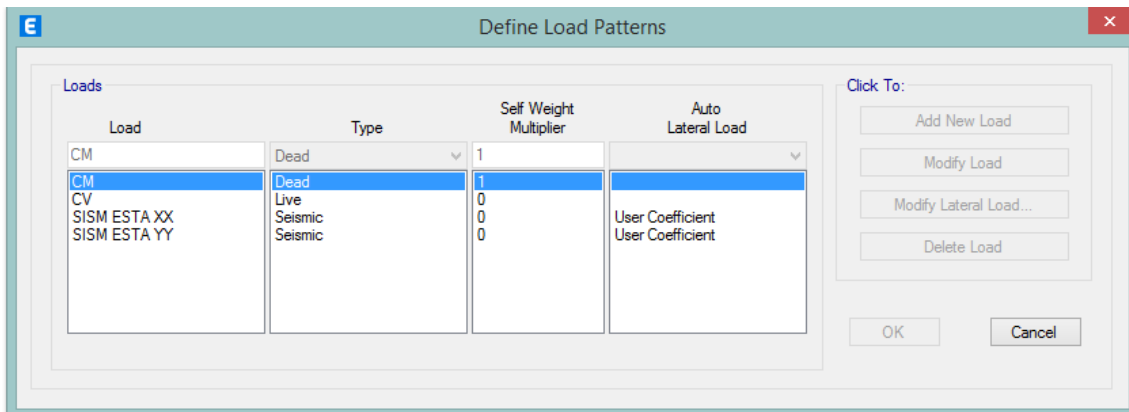 E Define Load Patterns ×
Loads
Click To:
Load Type Self Weight Multiplier Auto Lateral Load
CM Dead 1
CM Dead 1
CV Live 0
SISM ESTA XX Seismic 0 User Coefficient
SISM ESTA YY Seismic 0 User Coefficient
Add New Load
Modify Load
Modify Lateral Load...
Delete Load
OK Cancel